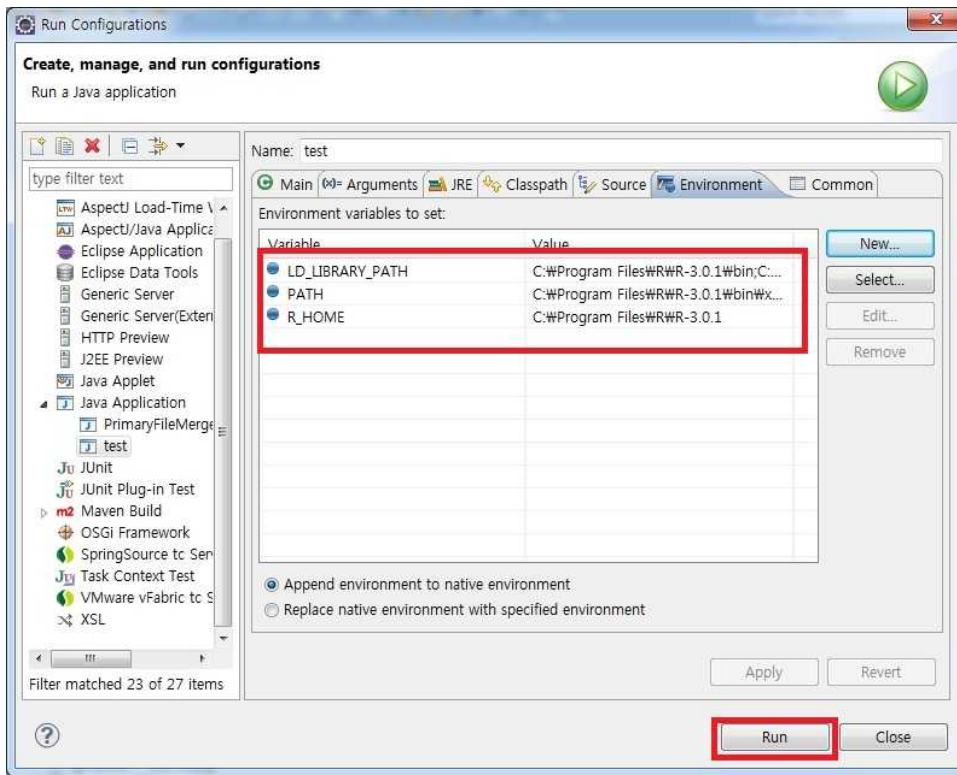 Run Configurations
Create, manage, and run configurations
Run a Java application
Name: test
type filter text
Main (x)= Arguments JRE Classpath Source Environment Common
Environment variables to set:
Variable Value
LD_LIBRARY_PATH C:₩Program Files₩R₩R-3.0.1₩bin;C:...
PATH C:₩Program Files₩R₩R-3.0.1₩bin₩x...
R_HOME C:₩Program Files₩R₩R-3.0.1
New...
Select...
Edit...
Remove
AspectJ Load-Time
AspectJ/Java Applica
Eclipse Application
Eclipse Data Tools
Generic Server
Generic Server(Extern
HTTP Preview
J2EE Preview
Java Applet
Java Application
PrimaryFileMerge
test
JUnit
JUnit Plug-in Test
m2 Maven Build
OSGi Framework
SpringSource tc Ser
Task Context Test
VMware vFabric tc S
XSL
Filter matched 23 of 27 items
Append environment to native environment
Replace native environment with specified environment
Apply
Revert
Run
Close